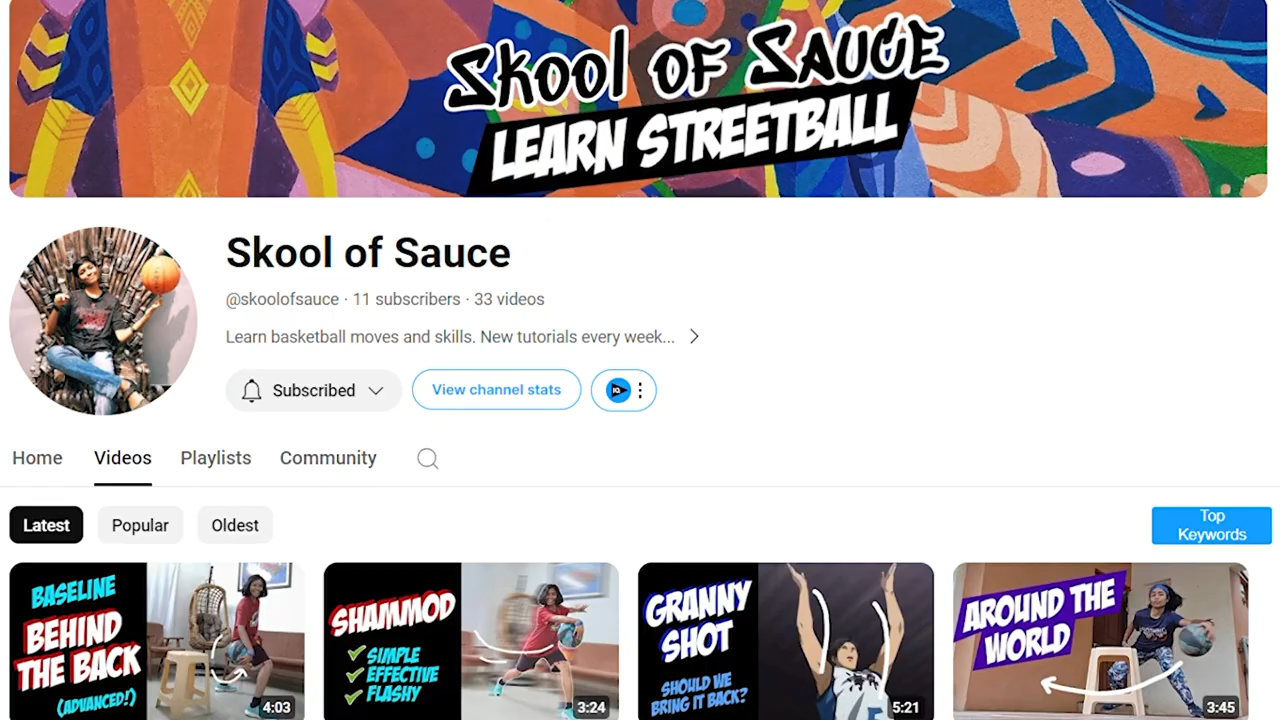 Skool of Sauce
LEARN STREETBALL
Skool of Sauce
@skoolofsauce · 11 subscribers · 33 videos
Learn basketball moves and skills. New tutorials every week...
Subscribed
View channel stats
IQ
Home
Videos
Playlists
Community
Latest
Popular
Oldest
Top
Keywords
BASELINE
BEHIND
THE BACK
(ADVANCED!)
4:03
SHAMMOD
SIMPLE
EFFECTIVE
FLASHY
3:24
GRANNY
SHOT
SHOULD WE
BRING IT BACK?
5:21
AROUND THE
WORLD
3:45